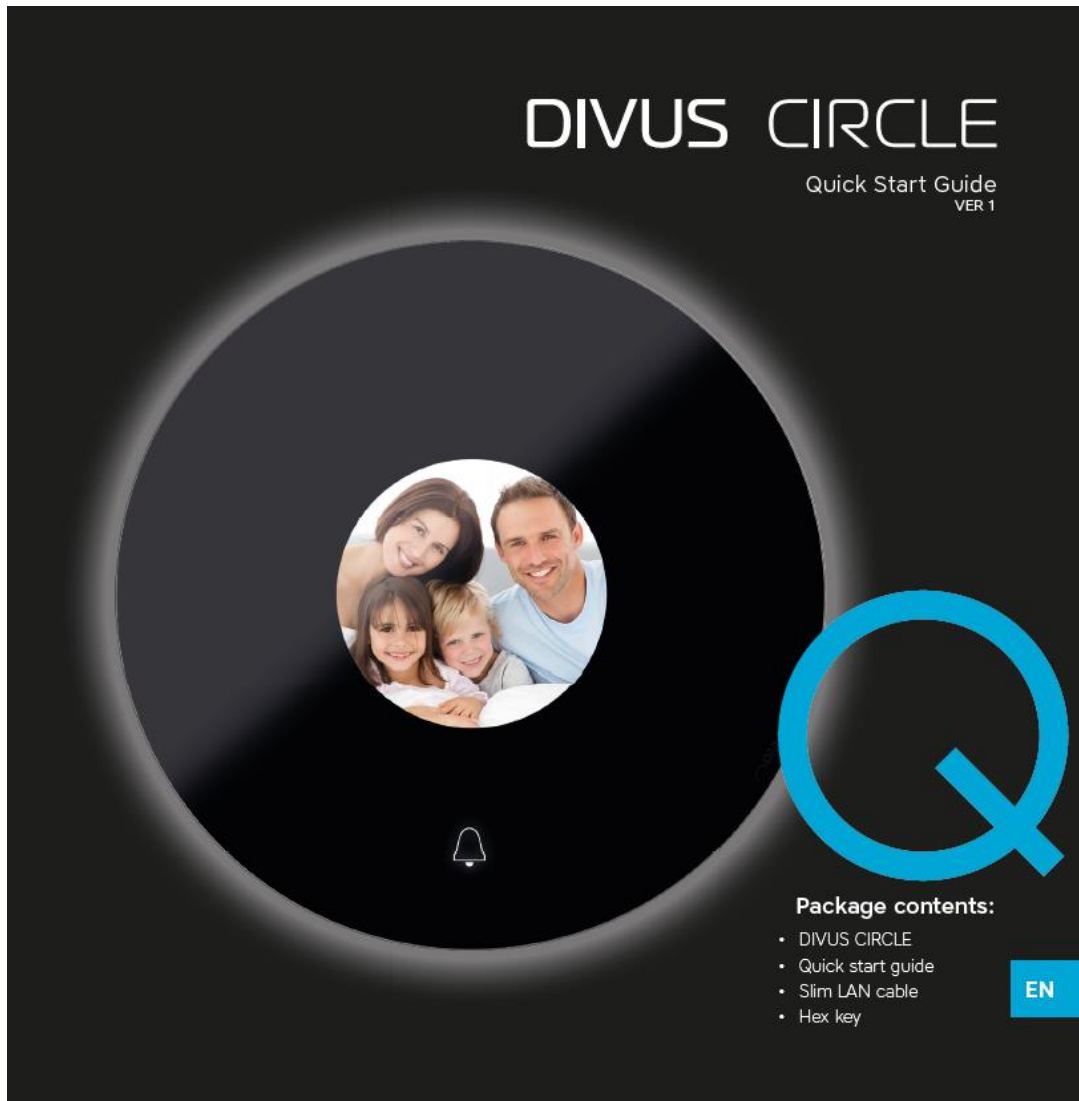 DIVUS CIRCLE
Quick Start Guide
VER 1
Q
Package contents:
• DIVUS CIRCLE
• Quick start guide
• Slim LAN cable
• Hex key
EN